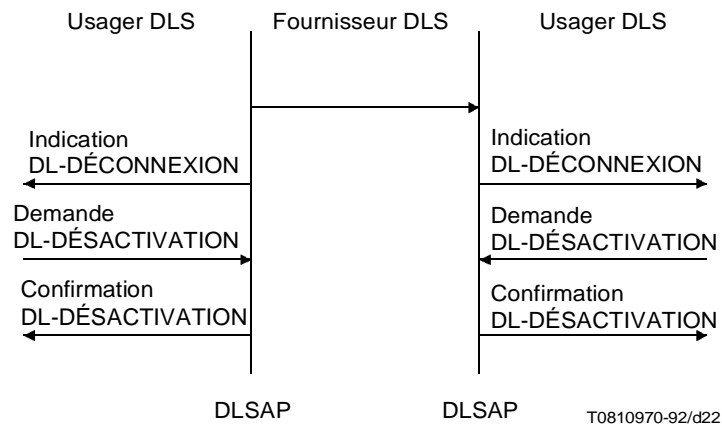 Usager DLS
Fournisseur DLS
Usager DLS
Indication
DL-DÉCONNEXION
Indication
DL-DÉCONNEXION
Demande
DL-DÉSACTIVATION
Demande
DL-DÉSACTIVATION
Confirmation
DL-DÉSACTIVATION
Confirmation
DL-DÉSACTIVATION
DLSAP
DLSAP
T0810970-92/d22